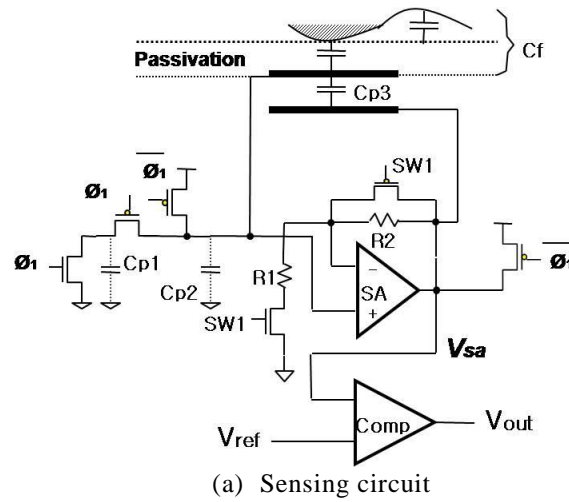 Cf
Passivation
Cp3
Ø1
Ø1
SW1
Ø1
R2
Ø1
Cp1
Cp2
R1
−
SA
+
SW1
Vsa
Vref
Comp
Vout
(a) Sensing circuit